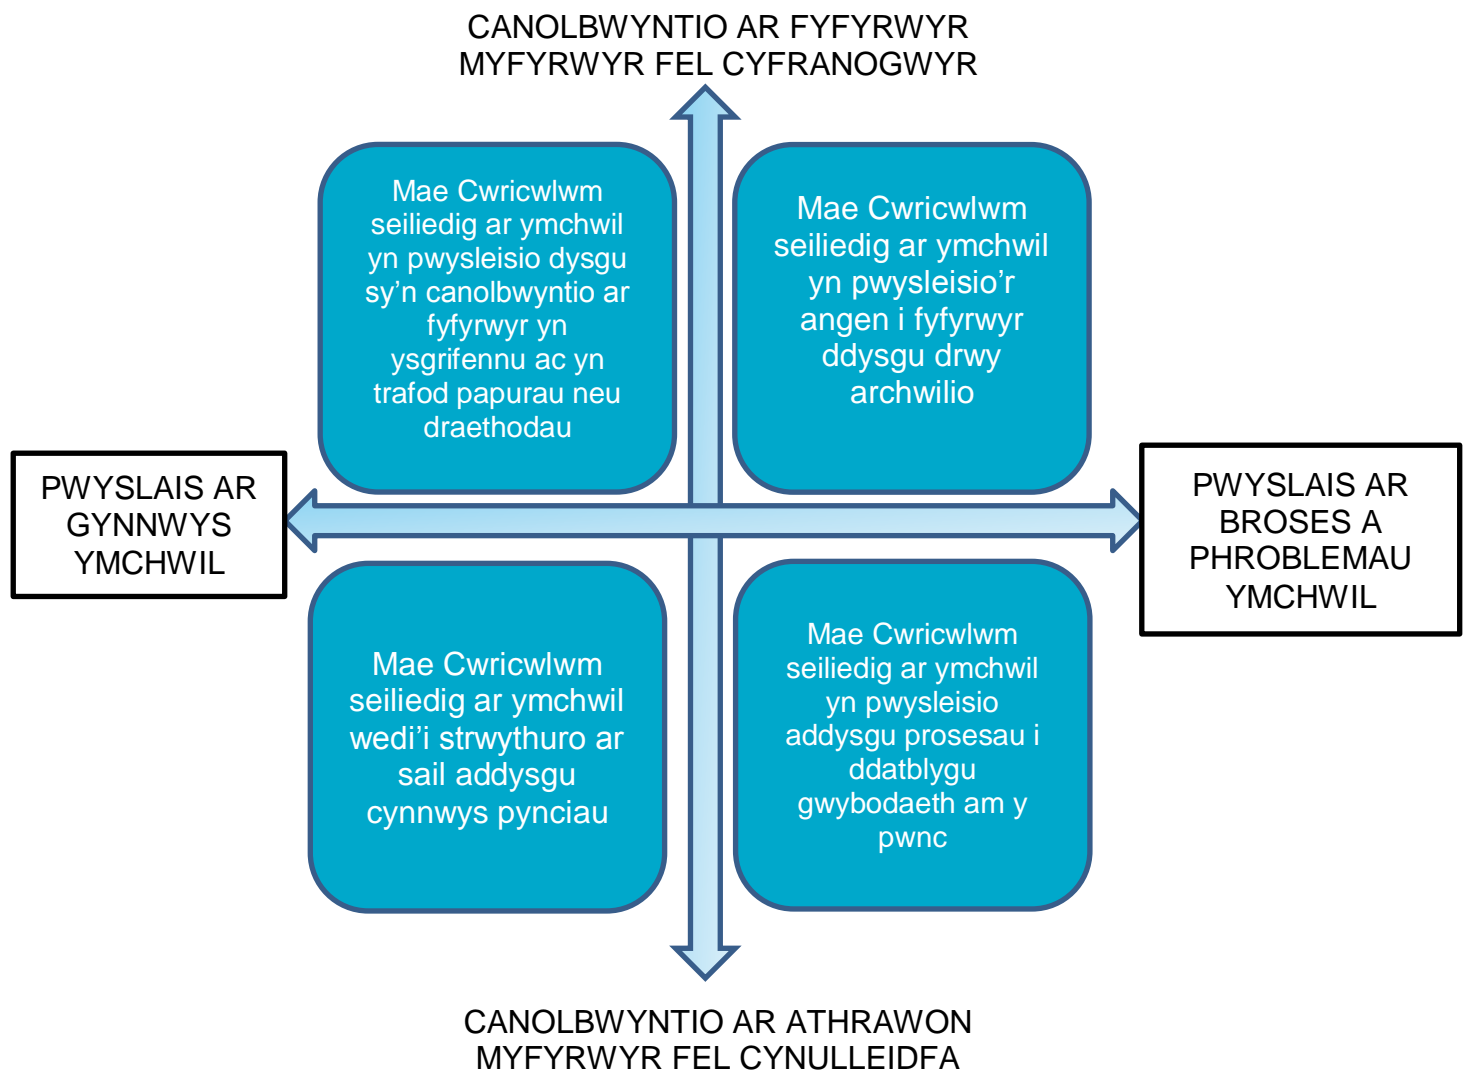 CANOLBWYNTIO AR FYFYRWYR
MYFYRWYR FEL CYFRANOGWYR
Mae Cwricwlwm
seiliedig ar ymchwil
yn pwysleisio dysgu
sy’n canolbwyntio ar
fyfyrwyr yn
ysgrifennu ac yn
trafod papurau neu
draethodau
Mae Cwricwlwm
seiliedig ar ymchwil
yn pwysleisio’r
angen i fyfyrwyr
ddysgu drwy
archwilio
PWYSLAIS AR
GYNNWYS
YMCHWIL
PWYSLAIS AR
BROSES A
PHROBLEMAU
YMCHWIL
Mae Cwricwlwm
seiliedig ar ymchwil
wedi’i strwythuro ar
sail addysgu
cynnwys pynciau
Mae Cwricwlwm
seiliedig ar ymchwil
yn pwysleisio
addysgu prosesau i
ddatblygu
gwybodaeth am y
pwnc
CANOLBWYNTIO AR ATHRAWON
MYFYRWYR FEL CYNULLEIDFA